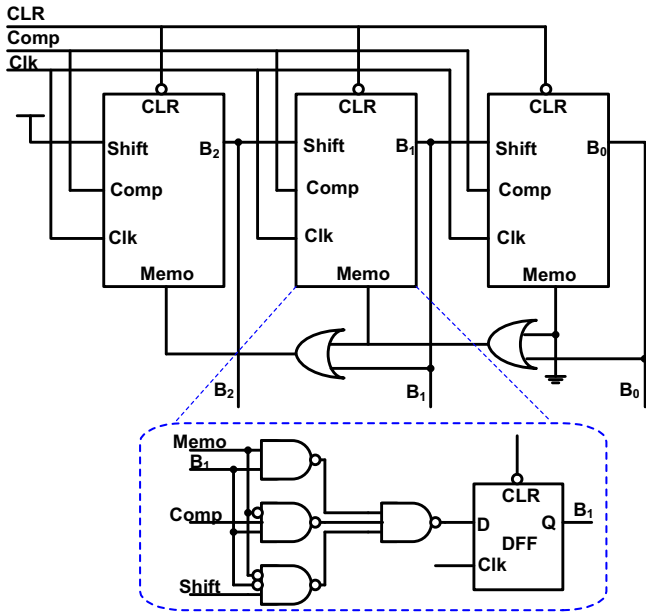 CLR
Comp
Clk
CLR CLR CLR
Shift B2 Shift B1 Shift B0
Comp Comp Comp
Clk Clk Clk
Memo Memo Memo
B2 B1 B0
Memo
B1
CLR
B1
Comp
D Q
DFF
Clk
Shift